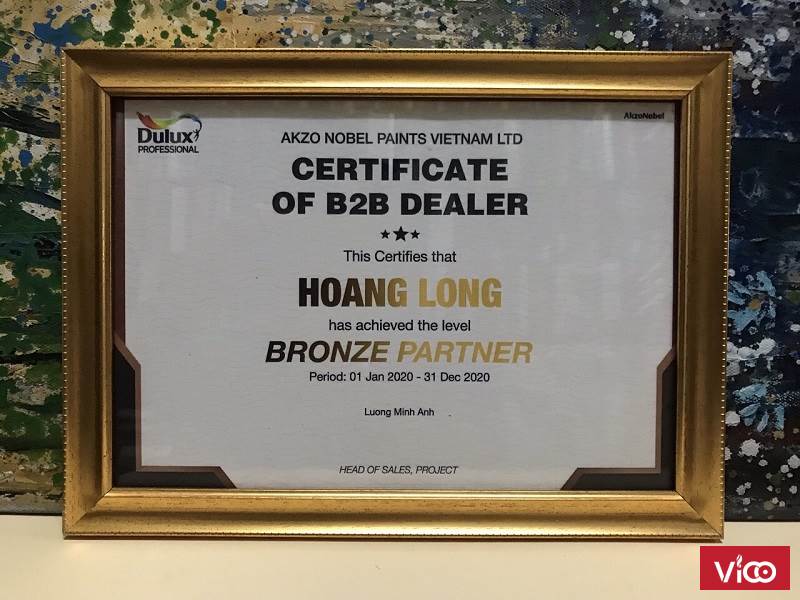 Dulux
PROFESSIONAL
AkzoNobel
AKZO NOBEL PAINTS VIETNAM LTD
CERTIFICATE
OF B2B DEALER
This Certifies that
HOANG LONG
has achieved the level
BRONZE PARTNER
Period: 01 Jan 2020 - 31 Dec 2020
Luong Minh Anh
HEAD OF SALES, PROJECT
VICO